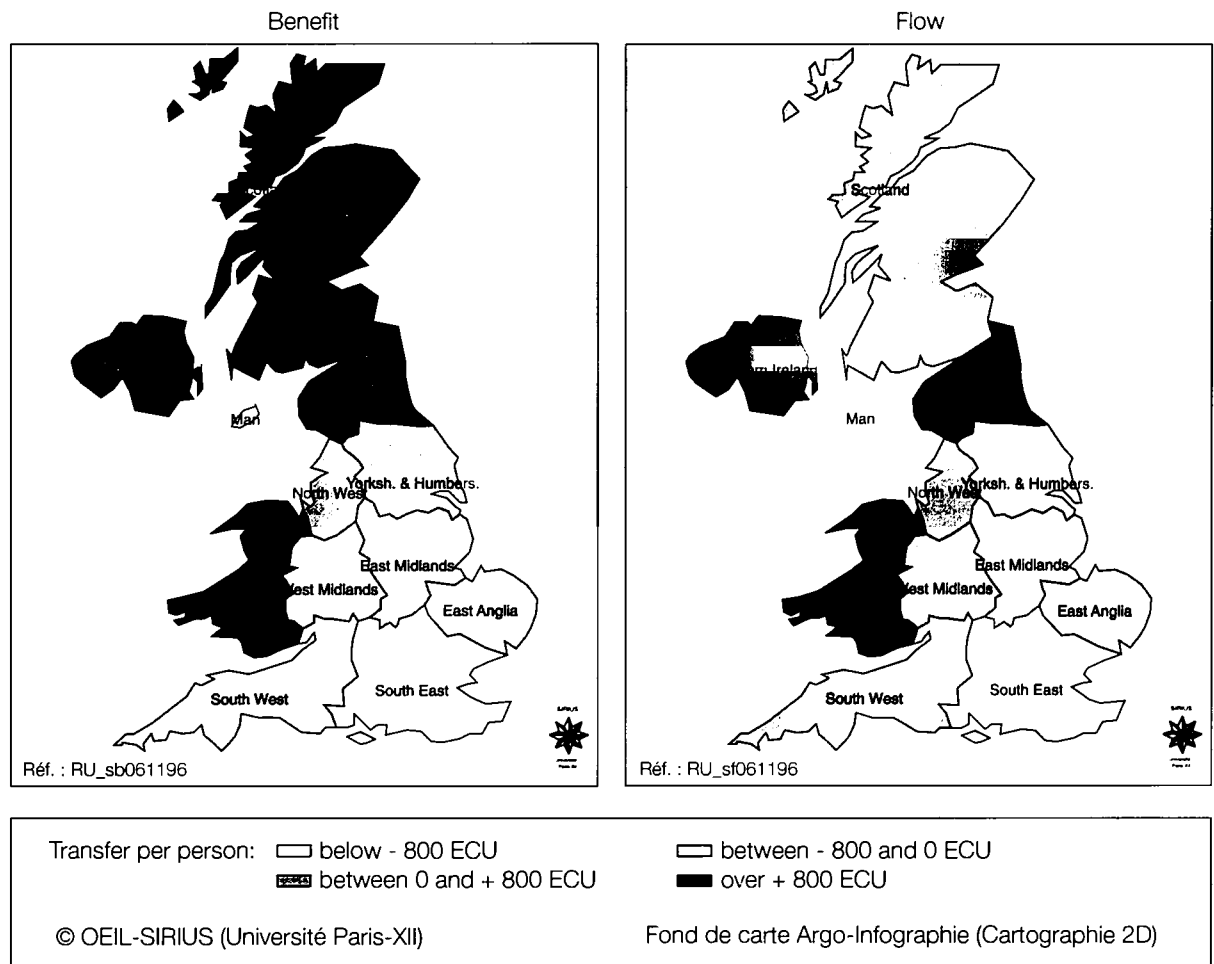 Benefit
Flow
Man
North West
Yorksh. & Humbers.
East Midlands
West Midlands
East Anglia
South West
South East
SIRIUS
Réf. : RU_sb061196
Scotland
Man
North West
Yorksh. & Humbers.
East Midlands
West Midlands
East Anglia
South West
South East
SIRIUS
Réf. : RU_sf061196
Transfer per person: below - 800 ECU between - 800 and 0 ECU
between 0 and + 800 ECU over + 800 ECU
© OEIL-SIRIUS (Université Paris-XII) Fond de carte Argo-Infographie (Cartographie 2D)